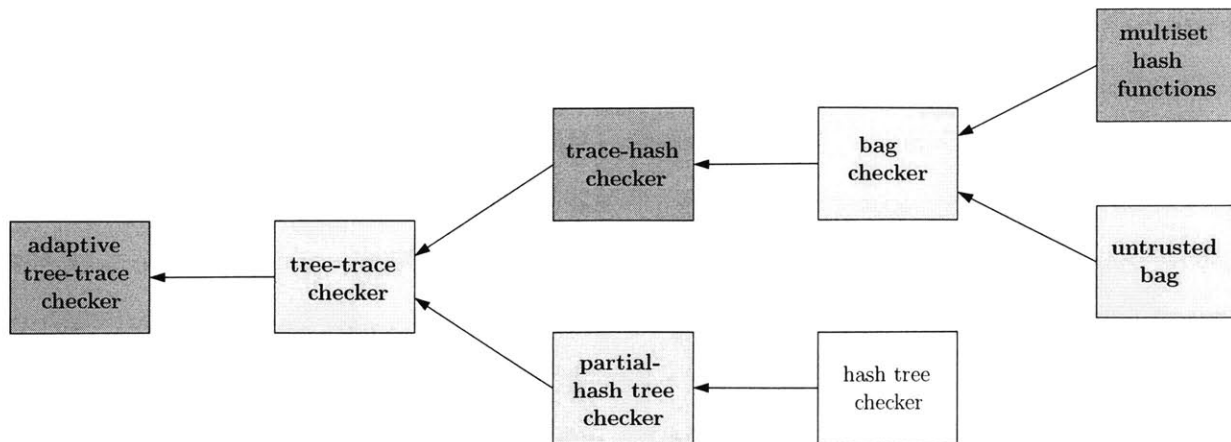 multiset
hash
functions
trace-hash
checker
bag
checker
adaptive
tree-trace
checker
tree-trace
checker
untrusted
bag
partial-
hash tree
checker
hash tree
checker